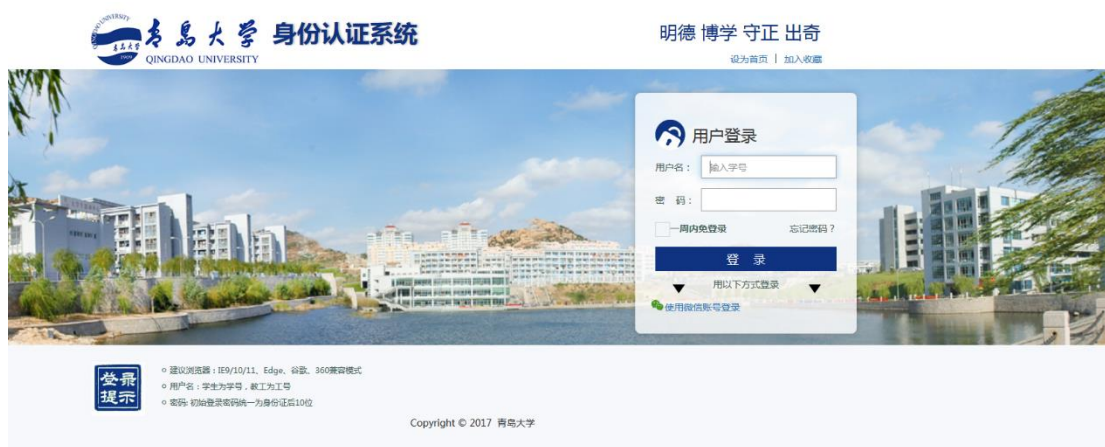 QINGDAO UNIVERSITY
青岛大学
1909
青岛大学 身份认证系统
QINGDAO UNIVERSITY
明德 博学 守正 出奇
设为首页 | 加入收藏
用户登录
用户名： 输入学号
密 码：
一周内免登录 忘记密码？
登 录
用以下方式登录
使用微信账号登录
登录提示
建议浏览器：IE9/10/11、Edge、谷歌、360兼容模式
用户名：学生为学号，教工为工号
密码: 初始登录密码统一为身份证后10位
Copyright © 2017 青岛大学